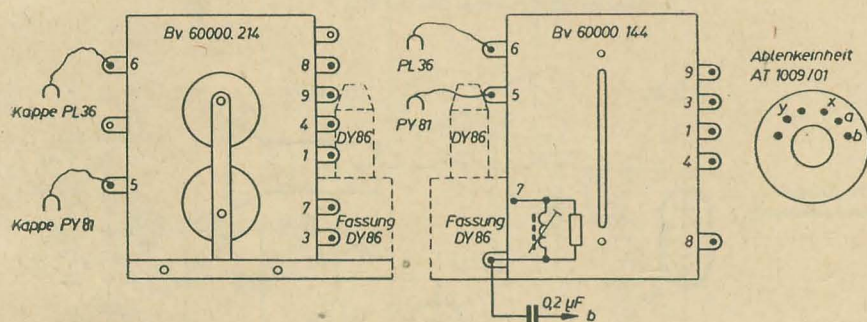 Bv 60000.214
6
8
9
4
1
5
7
3
Kappe PL36
Kappe PY81
DY86
Fassung
DY86
Bv 60000 144
6
5
PL36
PY81
DY86
Fassung
DY86
7
9
3
1
4
8
0,2 µF
b
Ablenkeinheit
AT 1009/01
y
x
a
b